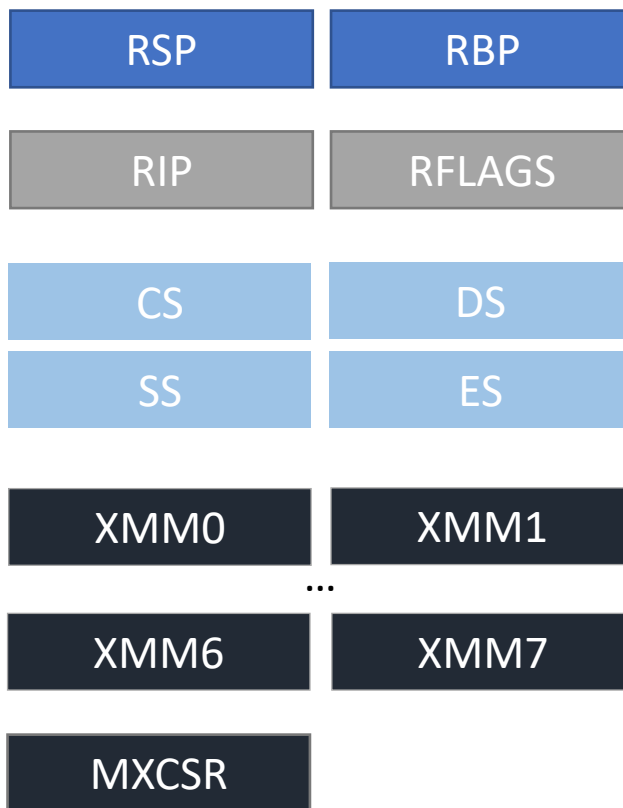 RSP RBP
RIP RFLAGS
CS DS
SS ES
XMM0 XMM1
...
XMM6 XMM7
MXCSR